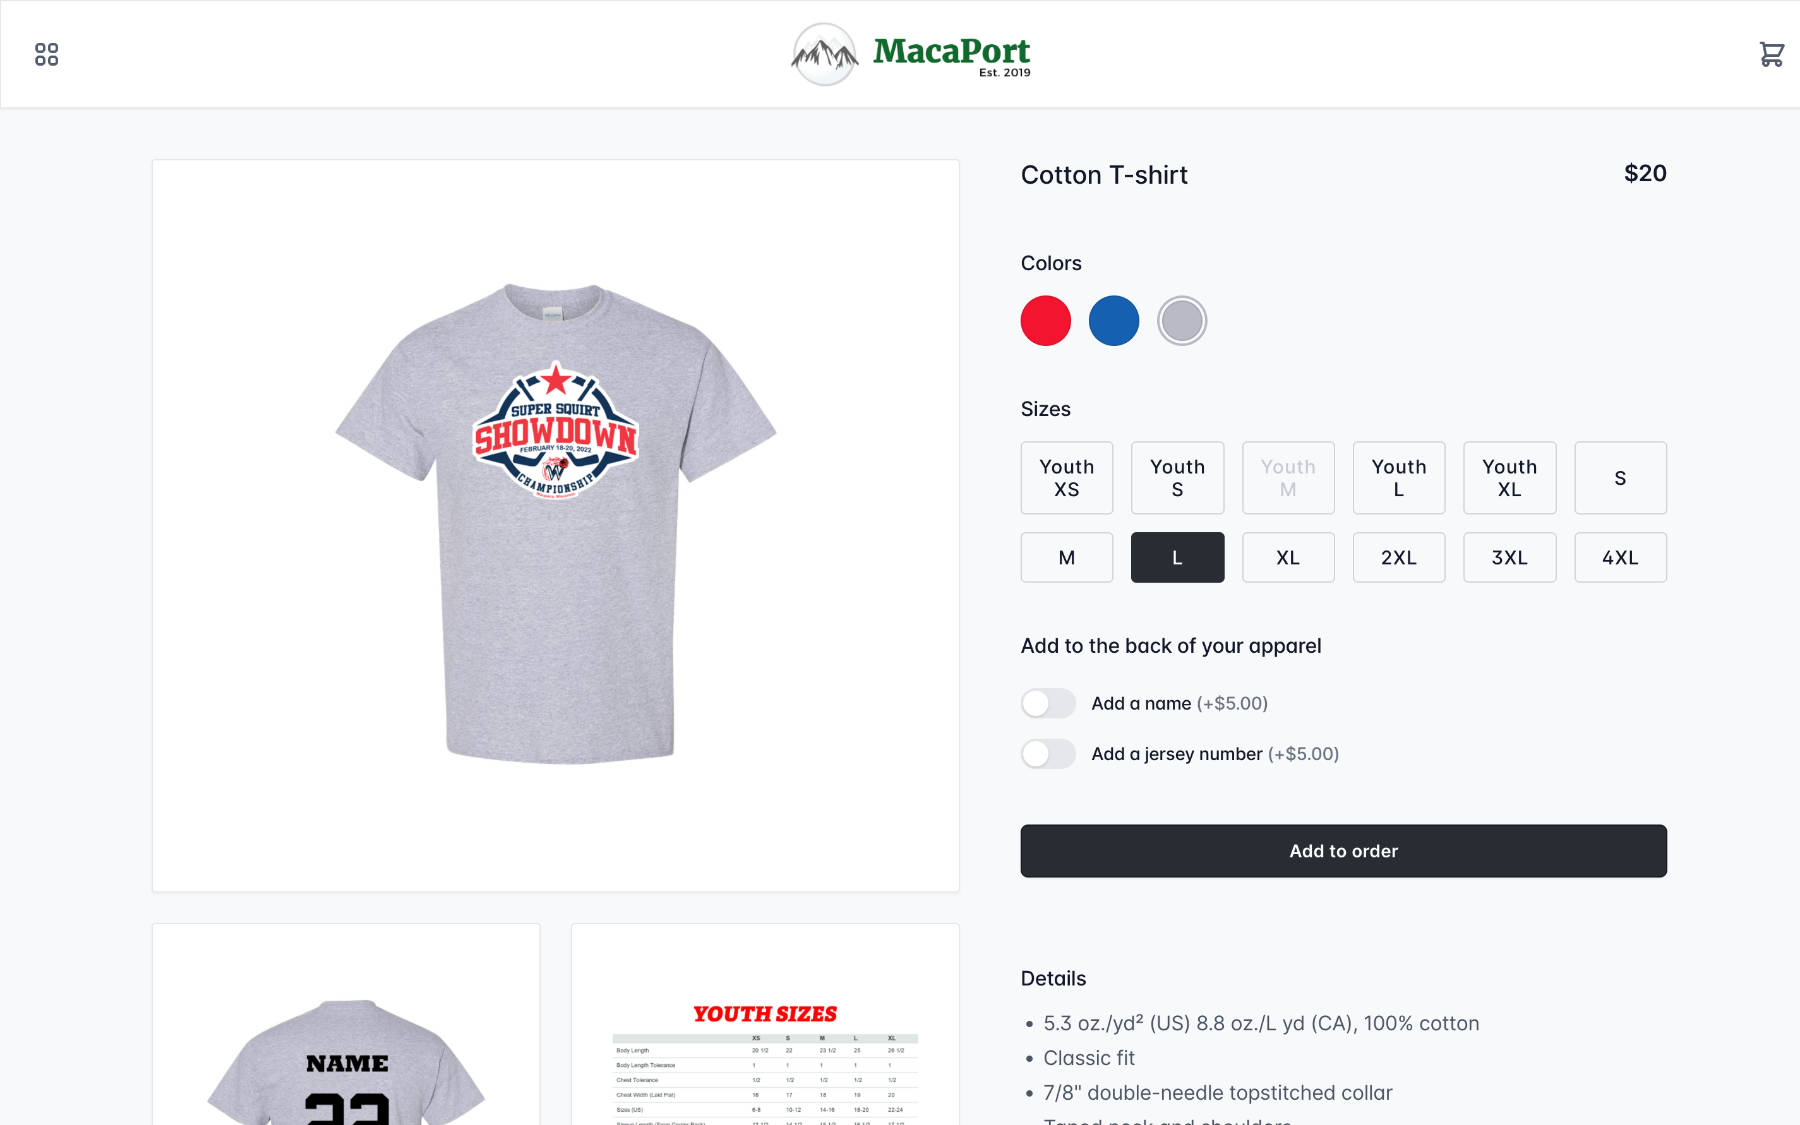 MacaPort
Est. 2019
Cotton T-shirt
$20
Colors
Sizes
Youth XS
Youth S
Youth M
Youth L
Youth XL
S
M
L
XL
2XL
3XL
4XL
Add to the back of your apparel
Add a name (+$5.00)
Add a jersey number (+$5.00)
Add to order
Details
• 5.3 oz./yd² (US) 8.8 oz./L yd (CA), 100% cotton
• Classic fit
• 7/8" double-needle topstitched collar
SUPER SQUIRT
SHOWDOWN
FEBRUARY 18-20, 2022
W
CHAMPIONSHIP
NAME
22
YOUTH SIZES
XS S M L XL
Body Length 20 1/2 22 23 1/2 25 26 1/2
Body Length Tolerance 1 1 1 1 1
Chest Tolerance 1/2 1/2 1/2 1/2 1/2
Chest Width (Laid Flat) 16 17 18 19 20
Sizes (US) 6-8 10-12 14-16 18-20 22-24